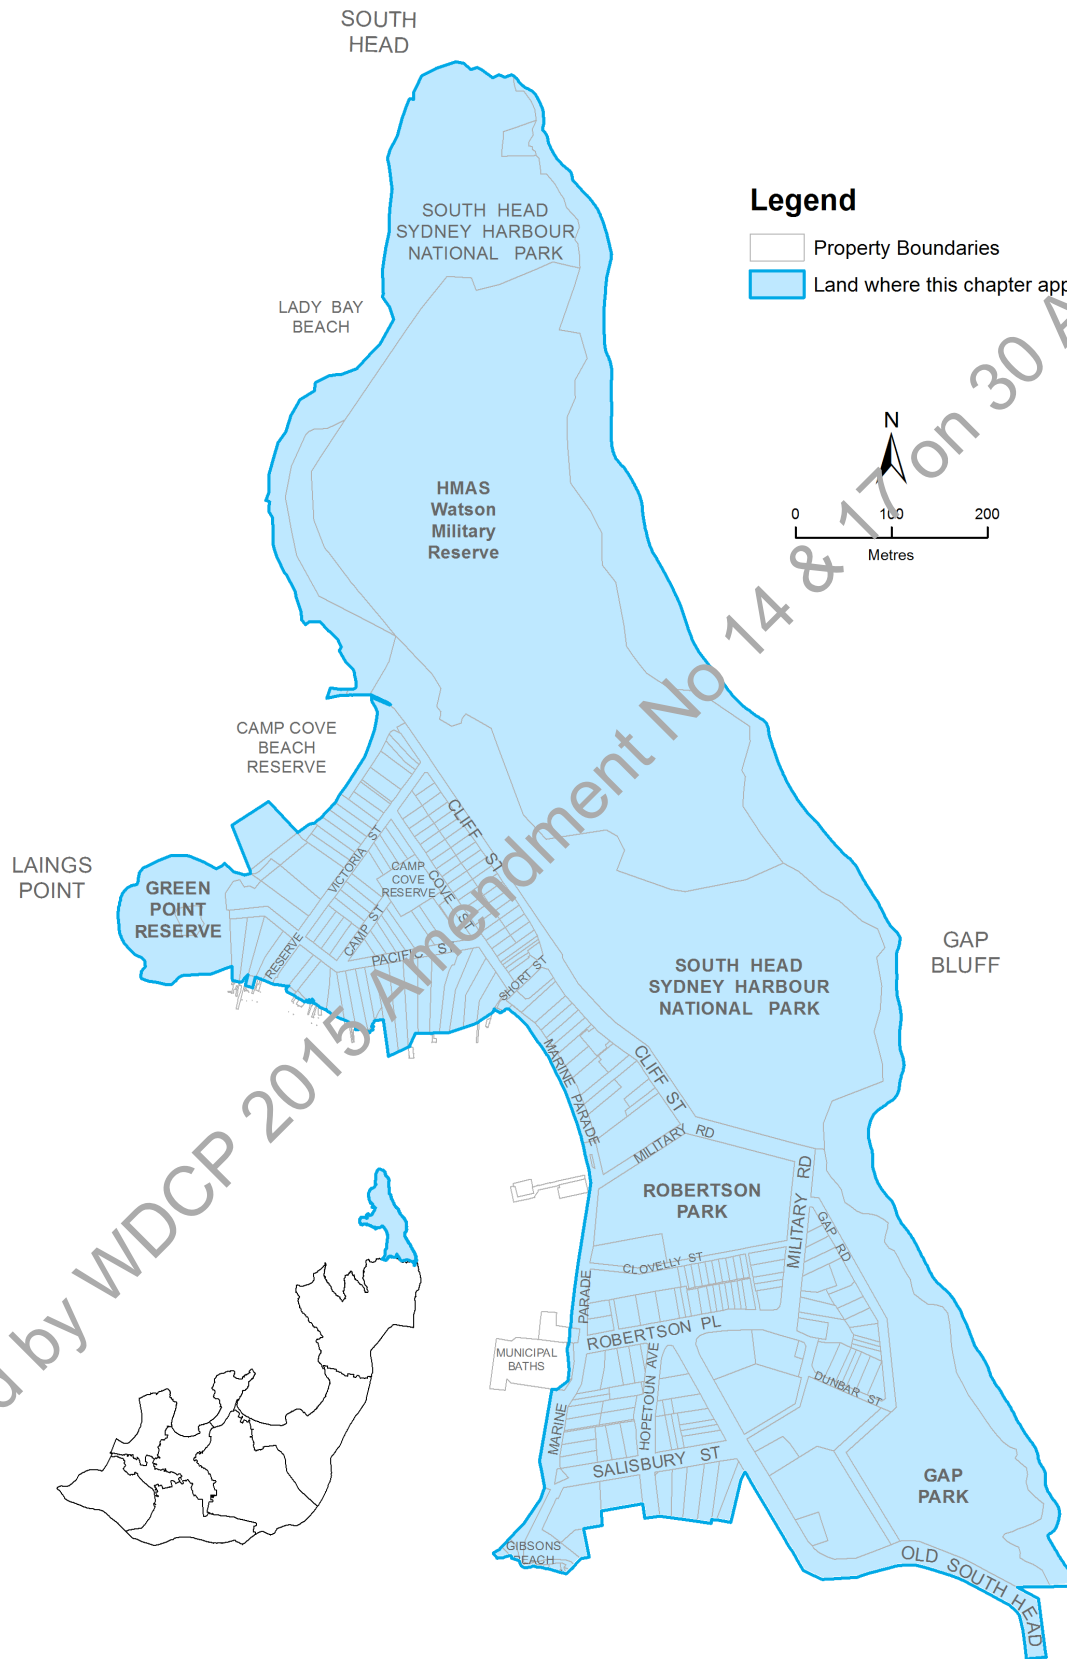 SOUTH
HEAD
SOUTH HEAD
SYDNEY HARBOUR
NATIONAL PARK
Legend
Property Boundaries
Land where this chapter app
LADY BAY
BEACH
N
0 100 200
Metres
HMAS
Watson
Military
Reserve
CAMP COVE
BEACH
RESERVE
CLIFF ST
VICTORIA ST
CAMP
COVE
RESERVE
COVE ST
CAMP ST
LAINGS
POINT
GREEN
POINT
RESERVE
RESERVE
PACIFIC ST
SHORT ST
GAP
BLUFF
SOUTH HEAD
SYDNEY HARBOUR
NATIONAL PARK
MARINE PARADE
CLIFF ST
MILITARY RD
ROBERTSON
PARK
MILITARY RD
GAP RD
CLOVELLY ST
PARADE
ROBERTSON PL
MUNICIPAL
BATHS
HOPETOUN AVE
DUNBAR ST
MARINE
SALISBURY ST
GAP
PARK
GIBSONS
BEACH
OLD SOUTH HEAD
d by WDCP 2015 Amendment No 14 & 17 on 30 A